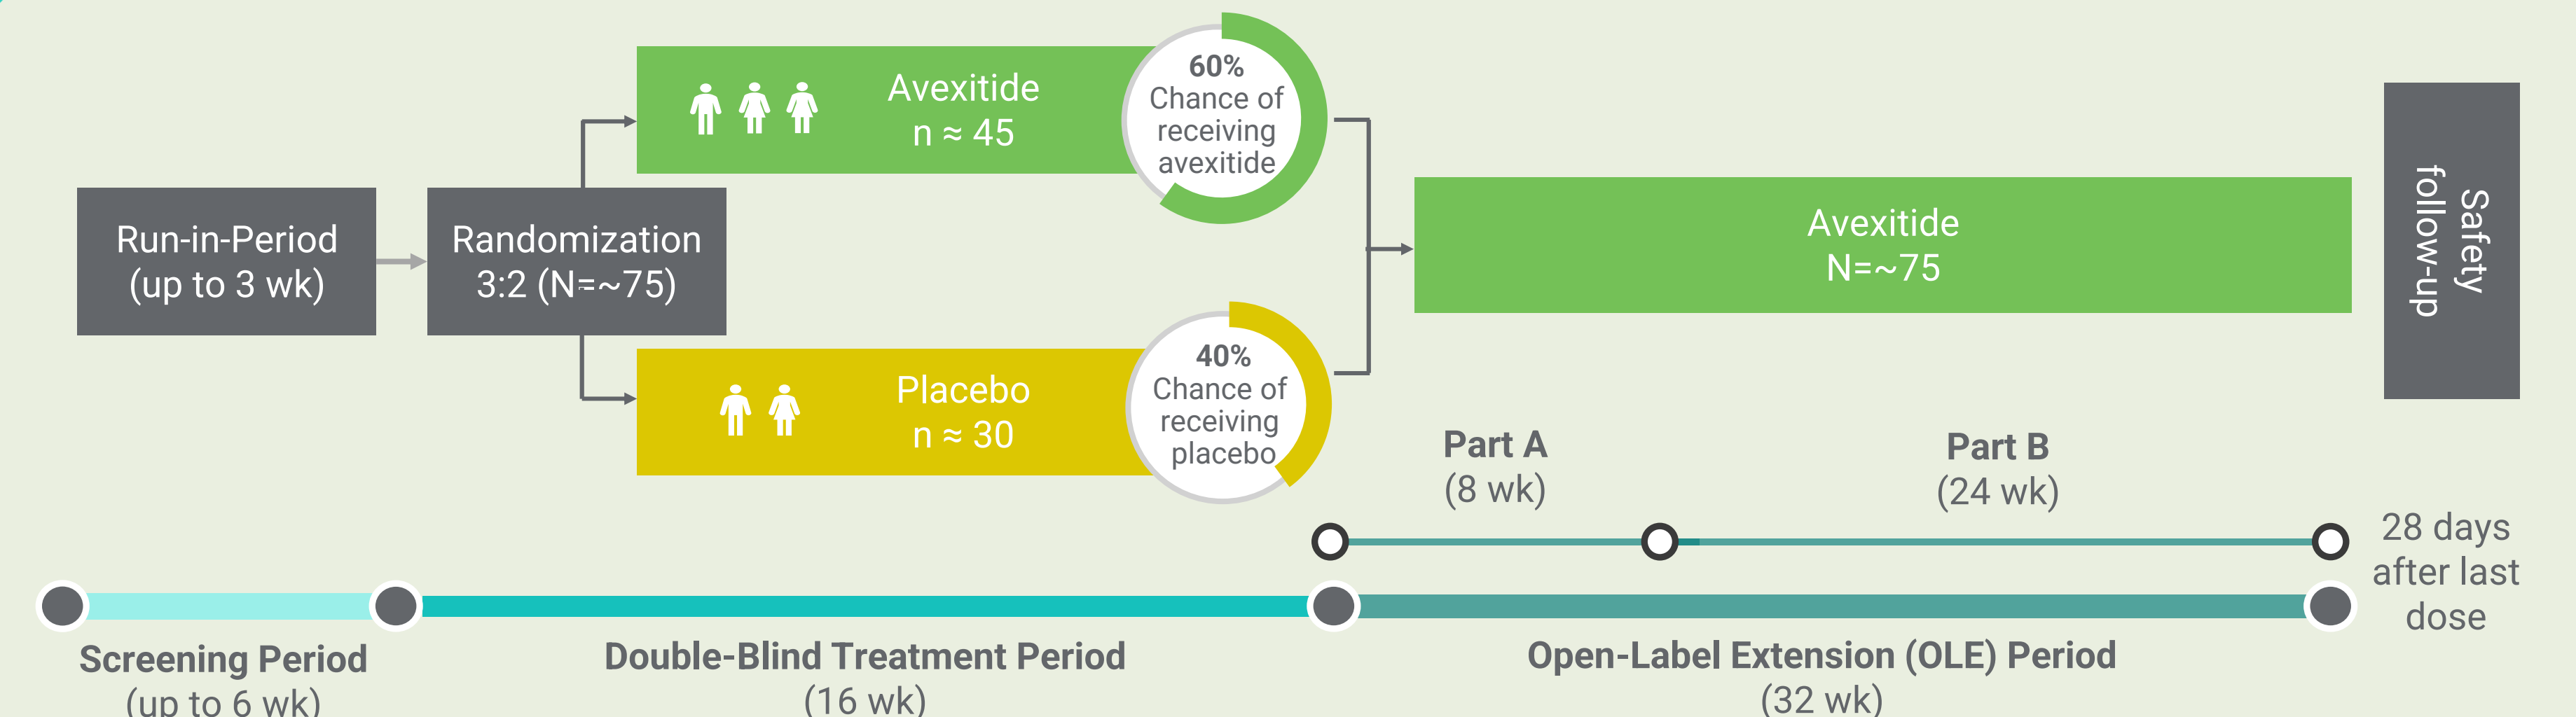 Run-in-Period
(up to 3 wk)
Randomization
3:2 (N=~75)
Avexitide
n ≈ 45
60%
Chance of
receiving
avexitide
Placebo
n ≈ 30
40%
Chance of
receiving
placebo
Avexitide
N=~75
Safety
follow-up
Part A
(8 wk)
Part B
(24 wk)
28 days
after last
dose
Screening Period
(up to 6 wk)
Double-Blind Treatment Period
(16 wk)
Open-Label Extension (OLE) Period
(32 wk)